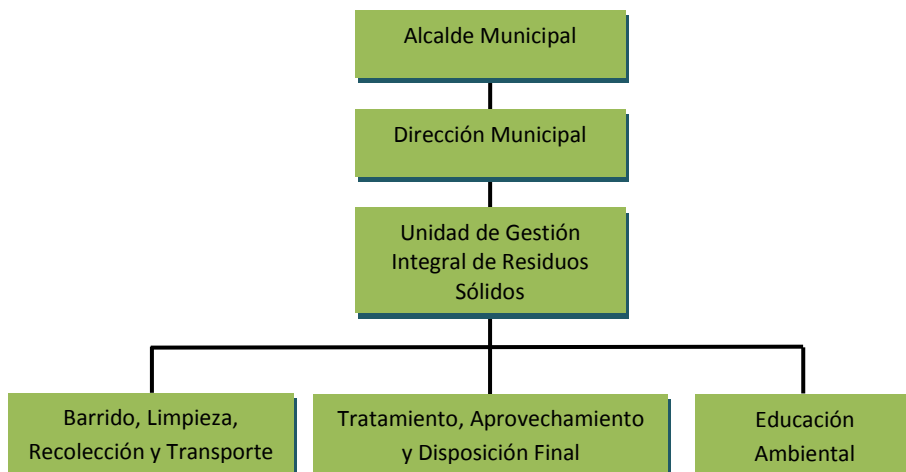 Alcalde Municipal
Dirección Municipal
Unidad de Gestión
Integral de Residuos
Sólidos
Barrido, Limpieza,
Recolección y Transporte
Tratamiento, Aprovechamiento
y Disposición Final
Educación
Ambiental